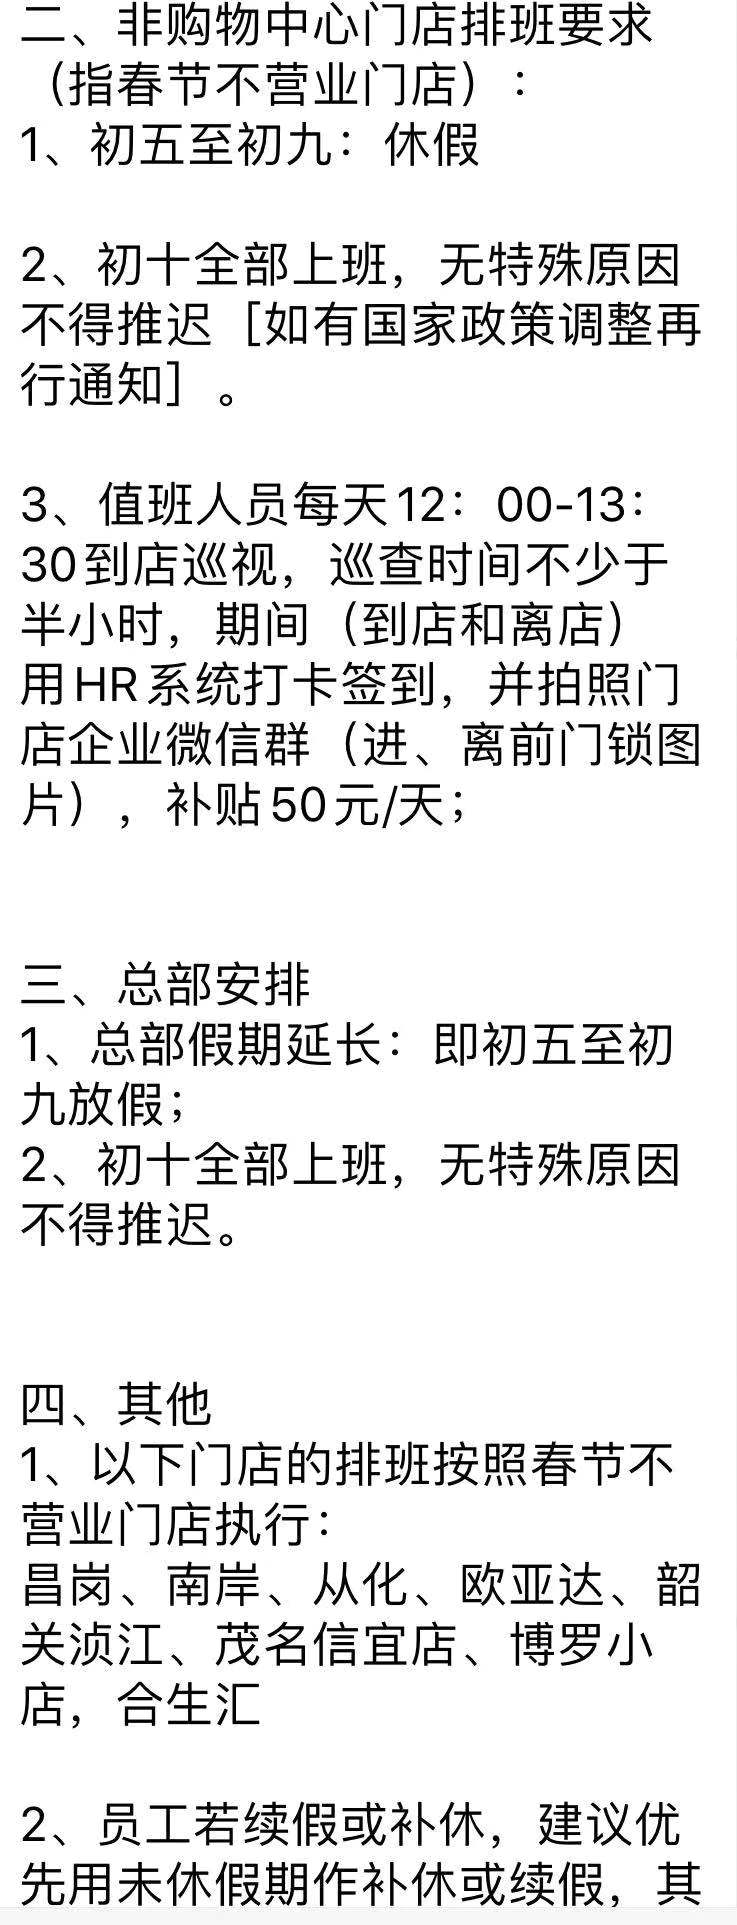 二、非购物中心门店排班要求
（指春节不营业门店）：
1、初五至初九：休假
2、初十全部上班，无特殊原因
不得推迟［如有国家政策调整再
行通知］。
3、值班人员每天12：00-13：
30到店巡视，巡查时间不少于
半小时，期间（到店和离店）
用HR系统打卡签到，并拍照门
店企业微信群（进、离前门锁图
片），补贴50元/天；
三、总部安排
1、总部假期延长：即初五至初
九放假；
2、初十全部上班，无特殊原因
不得推迟。
四、其他
1、以下门店的排班按照春节不
营业门店执行：
昌岗、南岸、从化、欧亚达、韶
关浈江、茂名信宜店、博罗小
店，合生汇
2、员工若续假或补休，建议优
先用未休假期作补休或续假，其